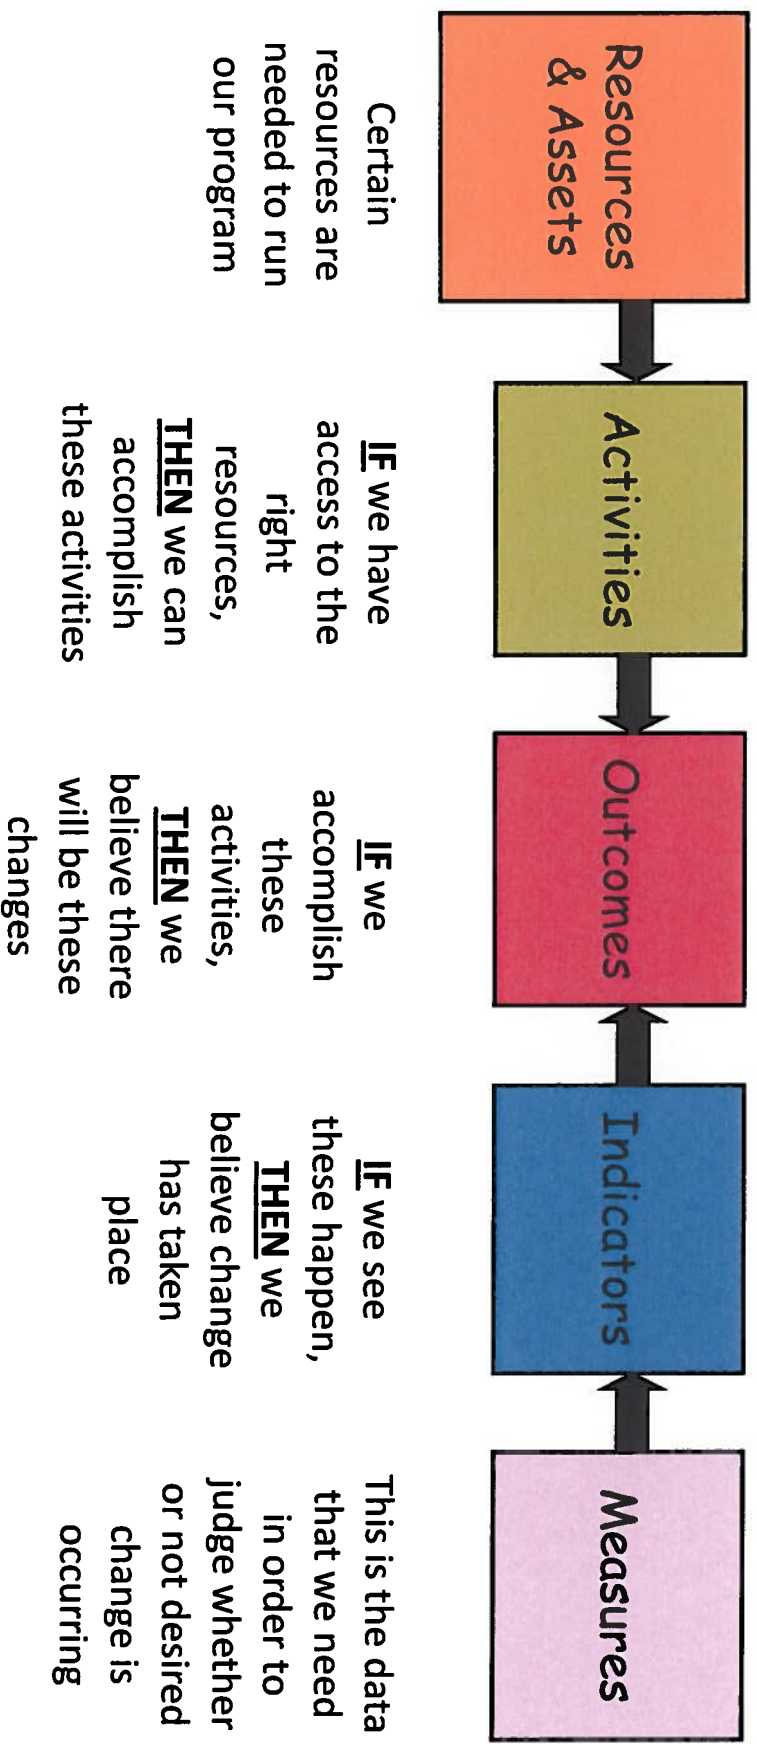 Resources
& Assets
Activities
Outcomes
Indicators
Measures
Certain
resources are
needed to run
our program
IF we have
access to the
right
resources,
THEN we can
accomplish
these activities
IF we
accomplish
these
activities,
THEN we
believe there
will be these
changes
IF we see
these happen,
THEN we
believe change
has taken
place
This is the data
that we need
in order to
judge whether
or not desired
change is
occurring